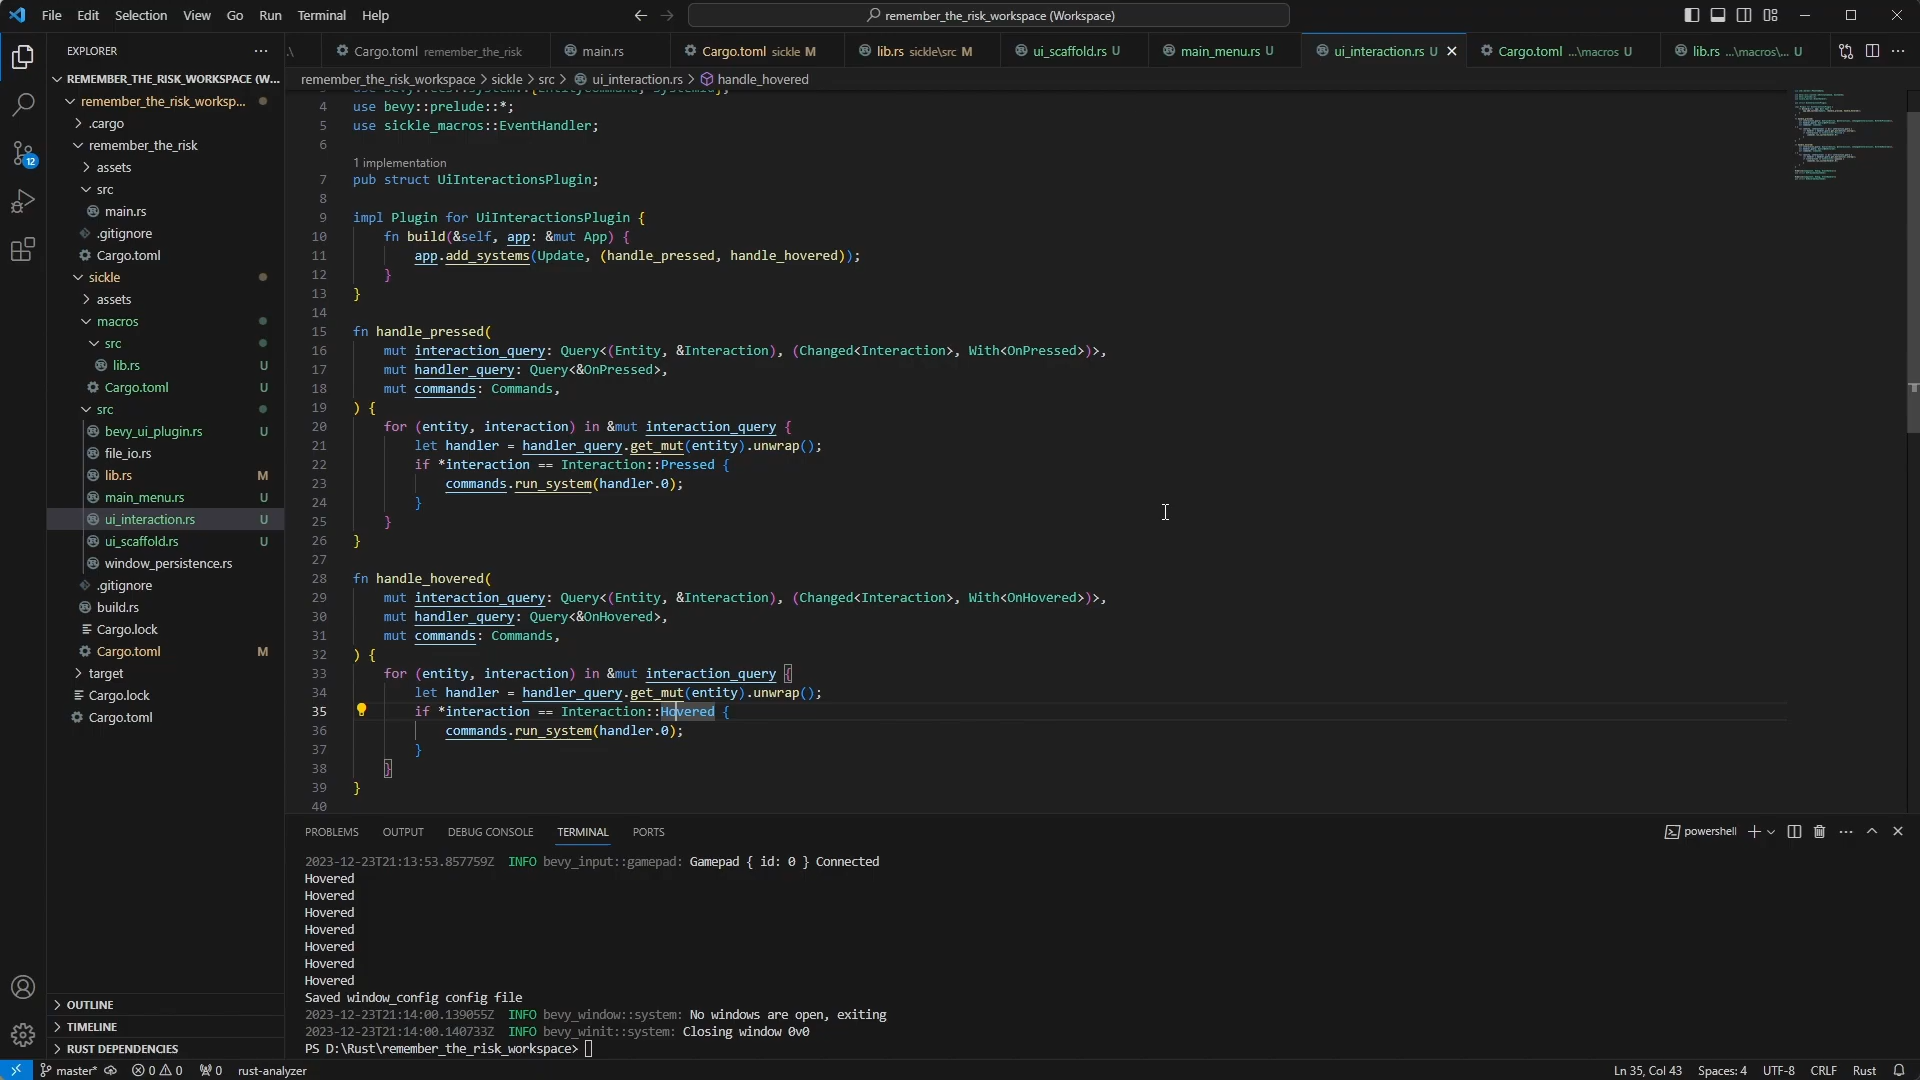 File Edit Selection View Go Run Terminal Help
remember_the_risk_workspace (Workspace)
EXPLORER
Cargo.toml remember_the_risk
main.rs
Cargo.toml sickle M
lib.rs sickle\src M
ui_scaffold.rs U
main_menu.rs U
ui_interaction.rs U
Cargo.toml ...\macros U
lib.rs ...\macros\... U
REMEMBER_THE_RISK_WORKSPACE (W...
remember_the_risk_worksp...
.cargo
remember_the_risk
assets
src
main.rs
.gitignore
Cargo.toml
sickle
assets
macros
src
lib.rs U
Cargo.toml U
src
bevy_ui_plugin.rs U
file_io.rs
lib.rs M
main_menu.rs U
ui_interaction.rs U
ui_scaffold.rs U
window_persistence.rs
.gitignore
build.rs
Cargo.lock
Cargo.toml M
target
Cargo.lock
Cargo.toml
OUTLINE
TIMELINE
RUST DEPENDENCIES
12
remember_the_risk_workspace > sickle > src > ui_interaction.rs > handle_hovered
4 use bevy::prelude::*;
5 use sickle_macros::EventHandler;
6
1 implementation
7 pub struct UiInteractionsPlugin;
8
9 impl Plugin for UiInteractionsPlugin {
10 fn build(&self, app: &mut App) {
11 app.add_systems(Update, (handle_pressed, handle_hovered));
12 }
13 }
14
15 fn handle_pressed(
16 mut interaction_query: Query<(Entity, &Interaction), (Changed<Interaction>, With<OnPressed>)>,
17 mut handler_query: Query<&OnPressed>,
18 mut commands: Commands,
19 ) {
20 for (entity, interaction) in &mut interaction_query {
21 let handler = handler_query.get_mut(entity).unwrap();
22 if *interaction == Interaction::Pressed {
23 commands.run_system(handler.0);
24 }
25 }
26 }
27
28 fn handle_hovered(
29 mut interaction_query: Query<(Entity, &Interaction), (Changed<Interaction>, With<OnHovered>)>,
30 mut handler_query: Query<&OnHovered>,
31 mut commands: Commands,
32 ) {
33 for (entity, interaction) in &mut interaction_query {
34 let handler = handler_query.get_mut(entity).unwrap();
35 if *interaction == Interaction::Hovered {
36 commands.run_system(handler.0);
37 }
38 }
39 }
40
PROBLEMS OUTPUT DEBUG CONSOLE TERMINAL PORTS
powershell
2023-12-23T21:13:53.857759Z INFO bevy_input::gamepad: Gamepad { id: 0 } Connected
Hovered
Hovered
Hovered
Hovered
Hovered
Hovered
Hovered
Saved window_config config file
2023-12-23T21:14:00.139055Z INFO bevy_window::system: No windows are open, exiting
2023-12-23T21:14:00.140733Z INFO bevy_winit::system: Closing window 0v0
PS D:\Rust\remember_the_risk_workspace>
master* 0 0 0 rust-analyzer
Ln 35, Col 43 Spaces: 4 UTF-8 CRLF Rust